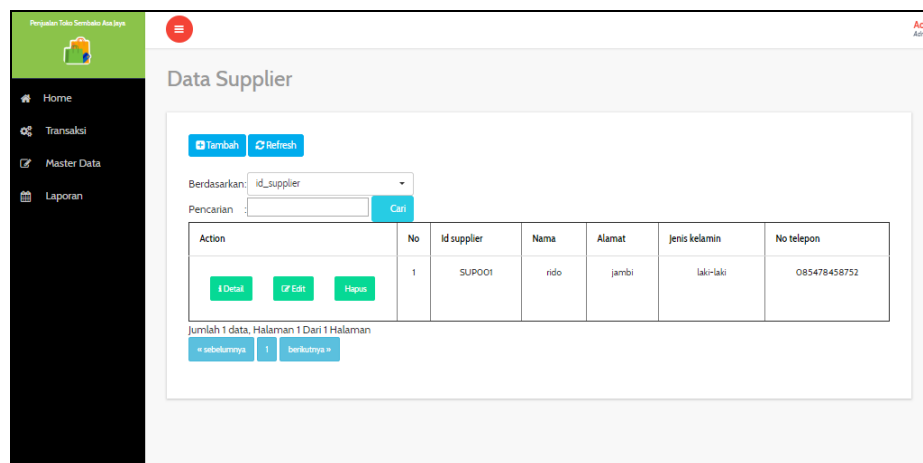 Penjualan Toko Sembako Asa Jaya
Home
Transaksi
Master Data
Laporan
Data Supplier
Tambah Refresh
Berdasarkan: id_supplier
Pencarian : Cari
Action No Id supplier Nama Alamat Jenis kelamin No telepon
Detail Edit Hapus 1 SUP001 rido jambi laki-laki 085478458752
Jumlah 1 data, Halaman 1 Dari 1 Halaman
« sebelumnya 1 berikutnya »